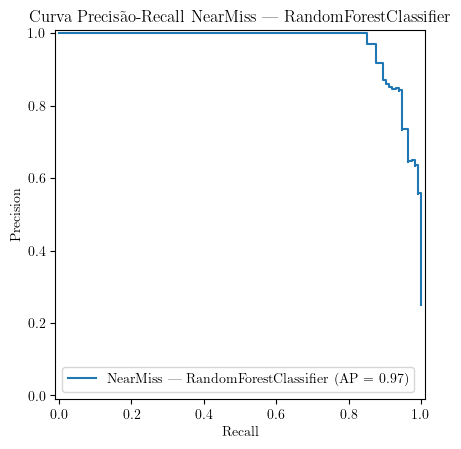 Curva Precisão-Recall NearMiss — RandomForestClassifier
1.0
0.8
0.6
0.4
0.2
0.0
Precision
NearMiss — RandomForestClassifier (AP = 0.97)
0.0 0.2 0.4 0.6 0.8 1.0
Recall